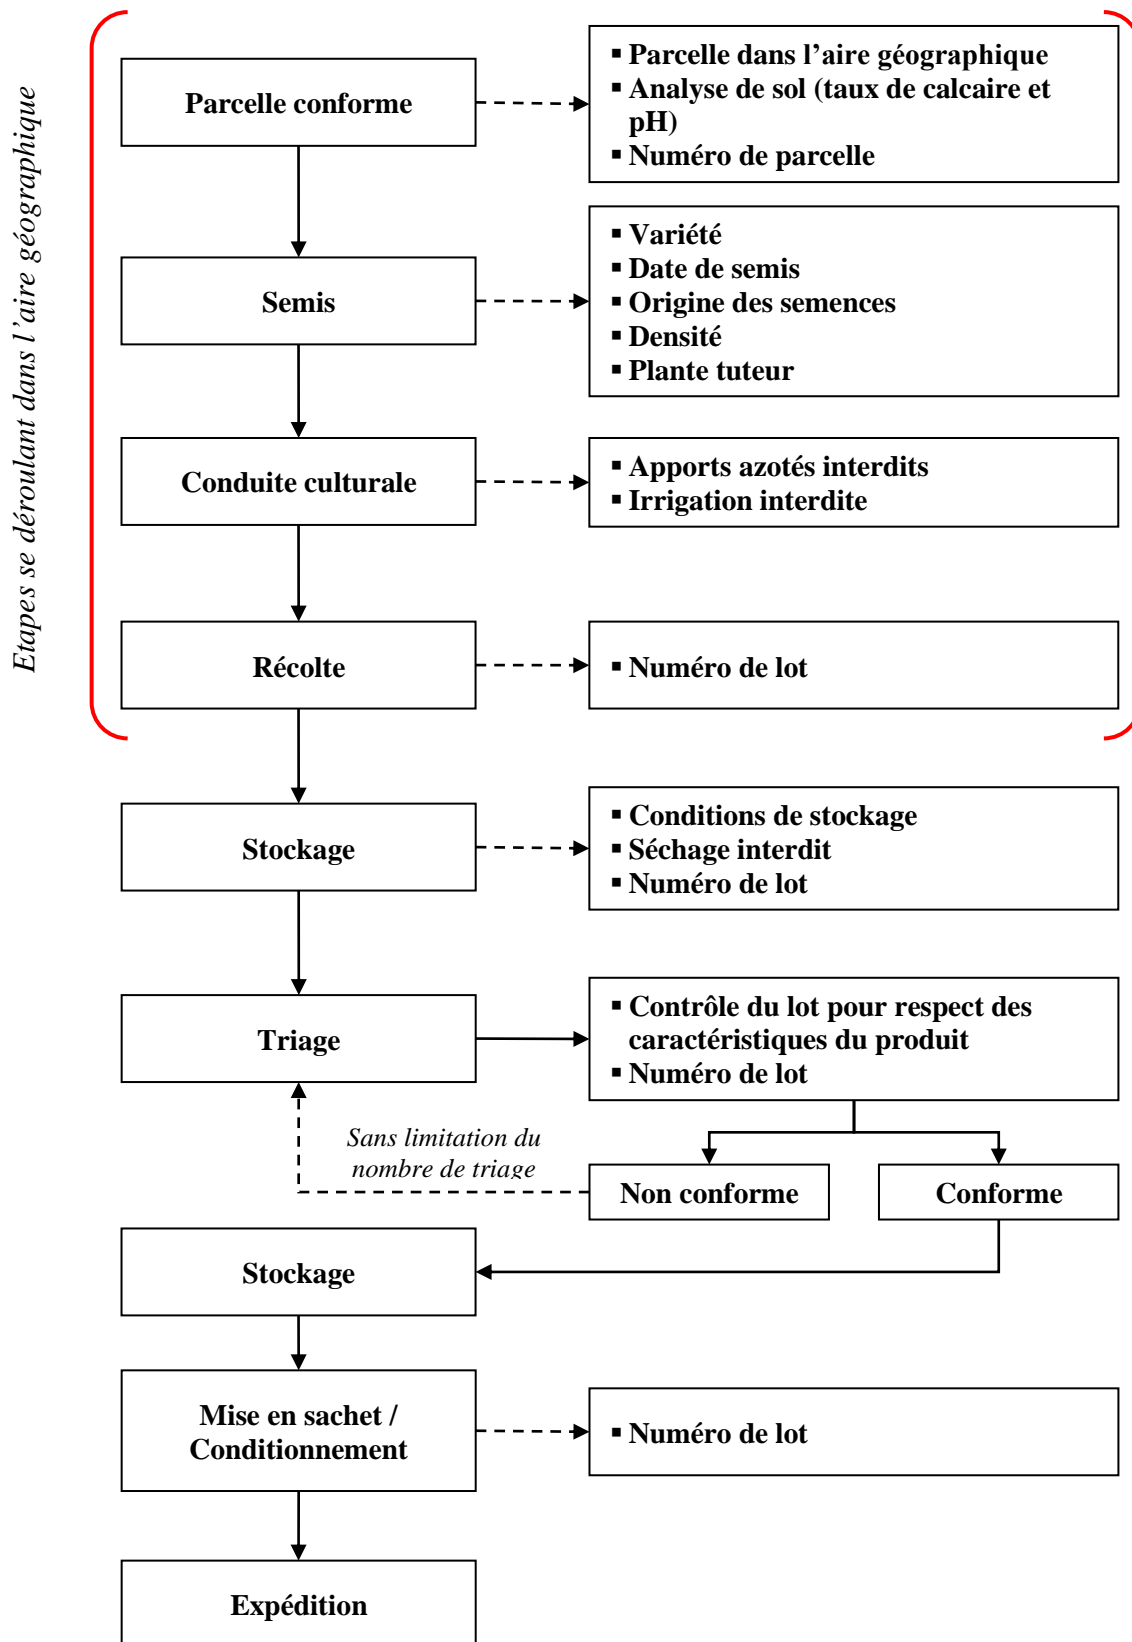 Etapes se déroulant dans l’aire géographique
Parcelle conforme
▪ Parcelle dans l’aire géographique
▪ Analyse de sol (taux de calcaire et
pH)
▪ Numéro de parcelle
Semis
▪ Variété
▪ Date de semis
▪ Origine des semences
▪ Densité
▪ Plante tuteur
Conduite culturale
▪ Apports azotés interdits
▪ Irrigation interdite
Récolte
▪ Numéro de lot
Stockage
▪ Conditions de stockage
▪ Séchage interdit
▪ Numéro de lot
Triage
▪ Contrôle du lot pour respect des
caractéristiques du produit
▪ Numéro de lot
Sans limitation du
nombre de triage
Non conforme
Conforme
Stockage
Mise en sachet /
Conditionnement
▪ Numéro de lot
Expédition